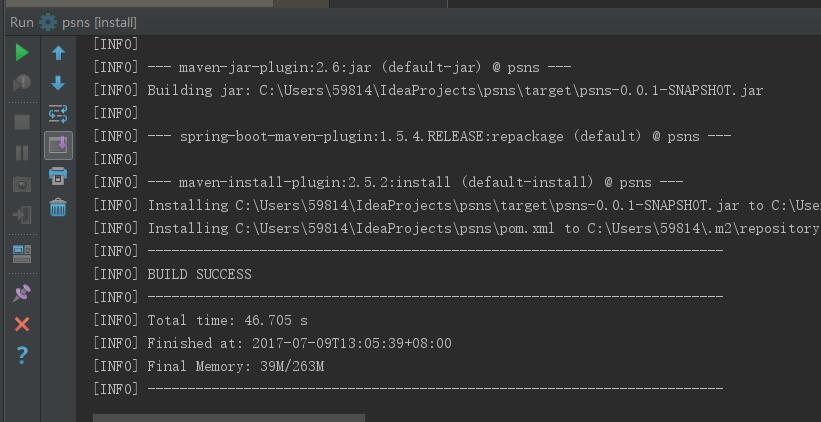 Run psns [install]
[INFO]
[INFO] --- maven-jar-plugin:2.6:jar (default-jar) @ psns ---
[INFO] Building jar: C:\Users\59814\IdeaProjects\psns\target\psns-0.0.1-SNAPSHOT.jar
[INFO]
[INFO] --- spring-boot-maven-plugin:1.5.4.RELEASE:repackage (default) @ psns ---
[INFO]
[INFO] --- maven-install-plugin:2.5.2:install (default-install) @ psns ---
[INFO] Installing C:\Users\59814\IdeaProjects\psns\target\psns-0.0.1-SNAPSHOT.jar to C:\Use
[INFO] Installing C:\Users\59814\IdeaProjects\psns\pom.xml to C:\Users\59814\.m2\repository
[INFO] ------------------------------------------------------------------------
[INFO] BUILD SUCCESS
[INFO] ------------------------------------------------------------------------
[INFO] Total time: 46.705 s
[INFO] Finished at: 2017-07-09T13:05:39+08:00
[INFO] Final Memory: 39M/263M
[INFO] ------------------------------------------------------------------------